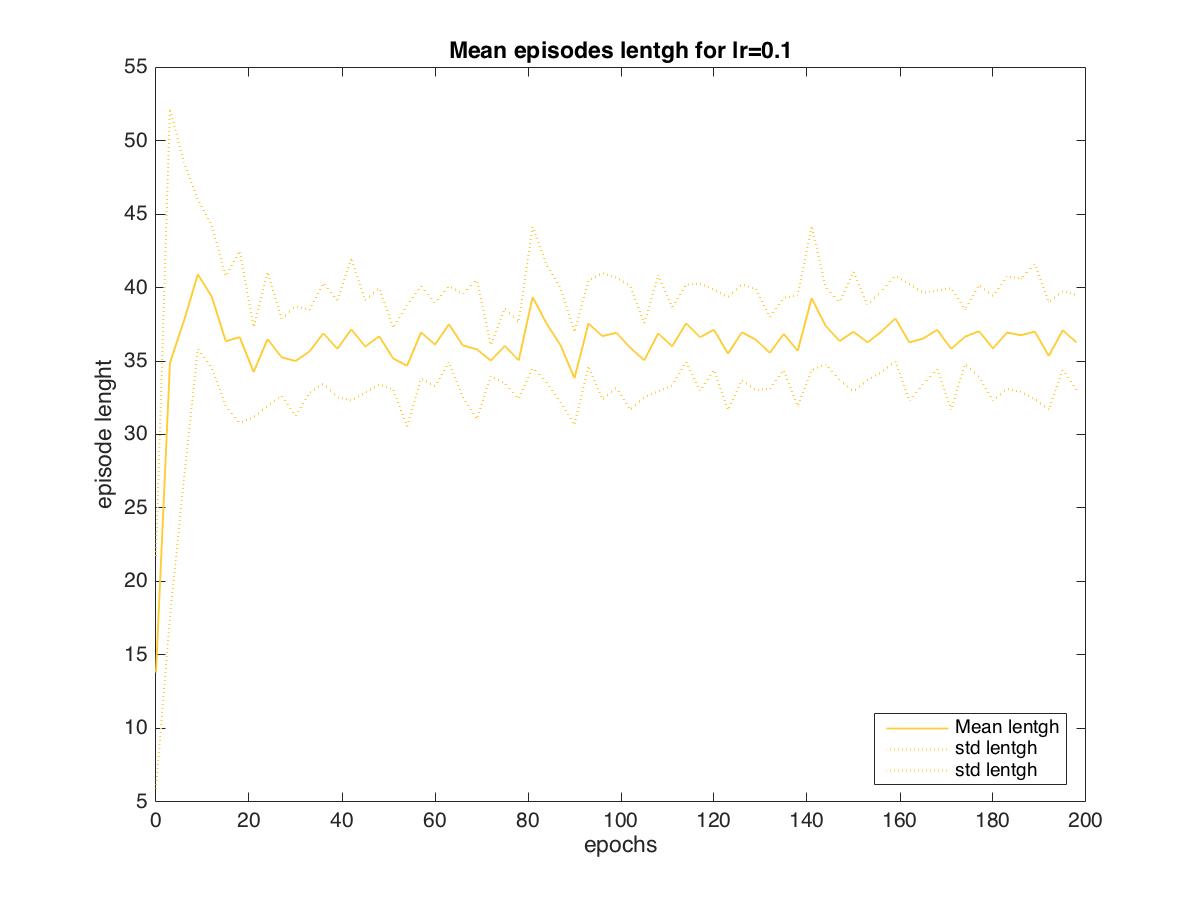 Mean episodes lentgh for lr=0.1
55
50
45
40
35
30
25
20
15
10
5
episode lenght
0 20 40 60 80 100 120 140 160 180 200
epochs
Mean lentgh
std lentgh
std lentgh